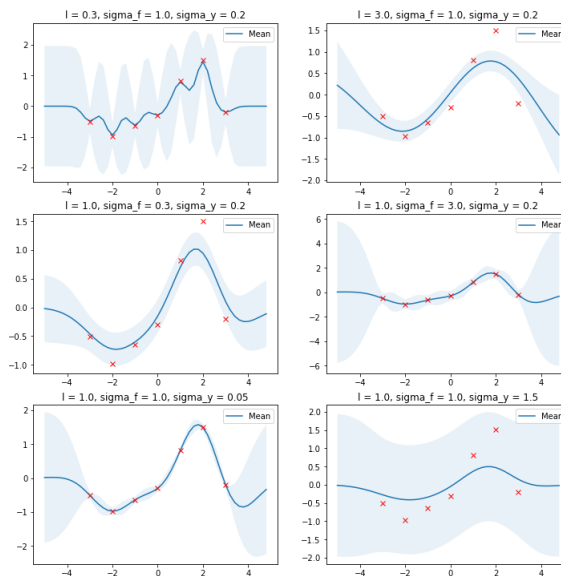 l = 0.3, sigma_f = 1.0, sigma_y = 0.2
Mean
2
1
0
−1
−2
−4 −2 0 2 4
l = 3.0, sigma_f = 1.0, sigma_y = 0.2
Mean
1.5
1.0
0.5
0.0
−0.5
−1.0
−1.5
−2.0
−4 −2 0 2 4
l = 1.0, sigma_f = 0.3, sigma_y = 0.2
Mean
1.5
1.0
0.5
0.0
−0.5
−1.0
−4 −2 0 2 4
l = 1.0, sigma_f = 3.0, sigma_y = 0.2
Mean
6
4
2
0
−2
−4
−6
−4 −2 0 2 4
l = 1.0, sigma_f = 1.0, sigma_y = 0.05
Mean
2
1
0
−1
−2
−4 −2 0 2 4
l = 1.0, sigma_f = 1.0, sigma_y = 1.5
Mean
2.0
1.5
1.0
0.5
0.0
−0.5
−1.0
−1.5
−2.0
−4 −2 0 2 4